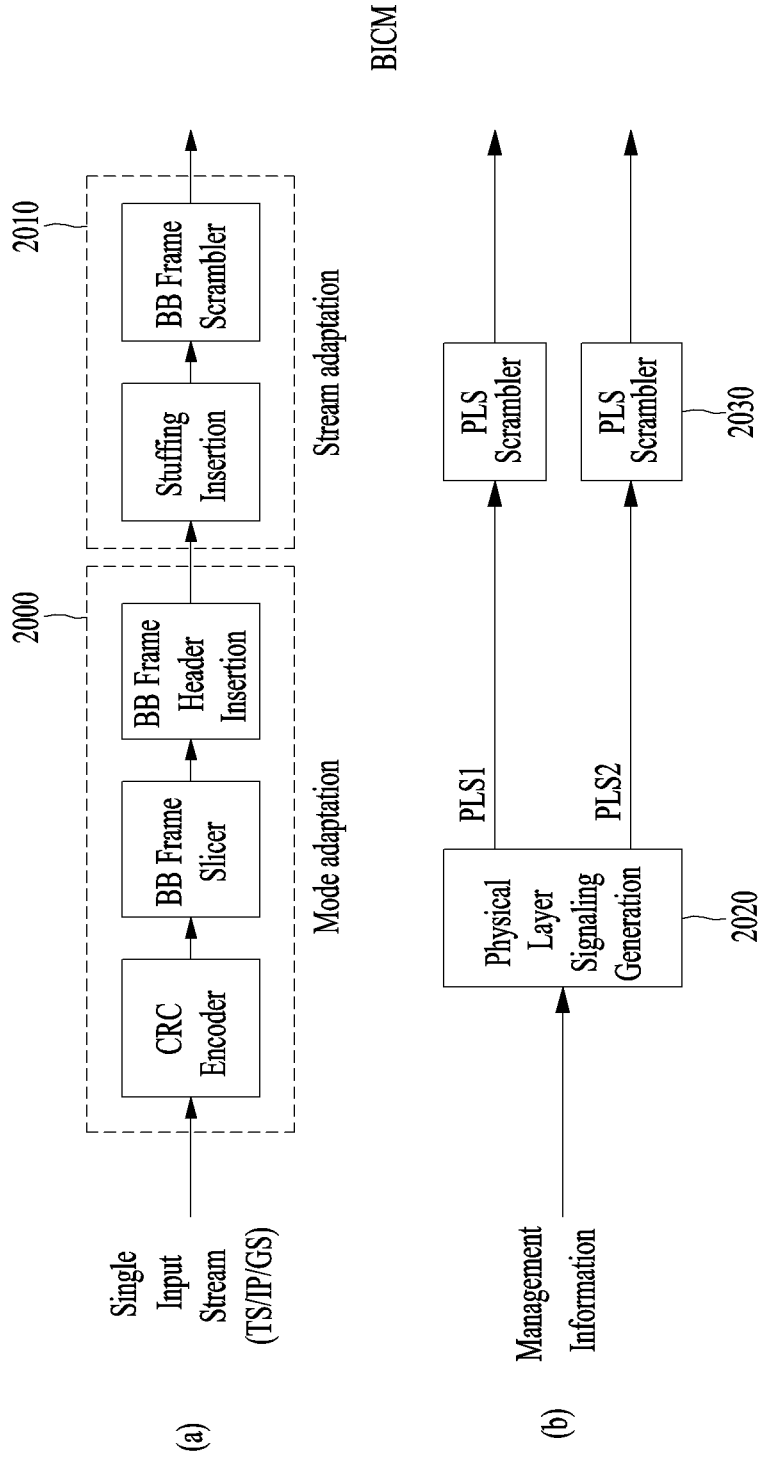 (a)
Single
Input
Stream
(TS/IP/GS)
2000
CRC
Encoder
BB Frame
Slicer
BB Frame
Header
Insertion
Mode adaptation
2010
Stuffing
Insertion
BB Frame
Scrambler
Stream adaptation
BICM
(b)
Management
Information
Physical
Layer
Signaling
Generation
2020
PLS1
PLS2
PLS
Scrambler
PLS
Scrambler
2030